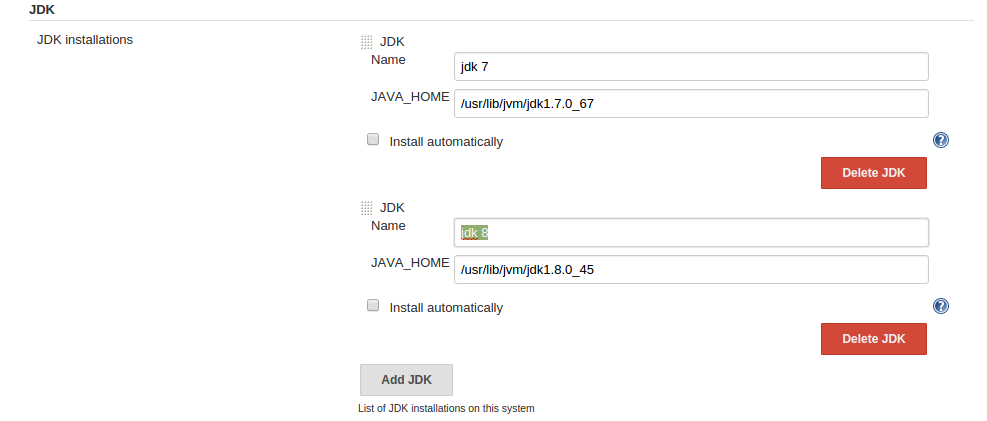 JDK
JDK installations
JDK
Name
jdk 7
JAVA_HOME
/usr/lib/jvm/jdk1.7.0_67
Install automatically
?
Delete JDK
JDK
Name
jdk 8
JAVA_HOME
/usr/lib/jvm/jdk1.8.0_45
Install automatically
?
Delete JDK
Add JDK
List of JDK installations on this system